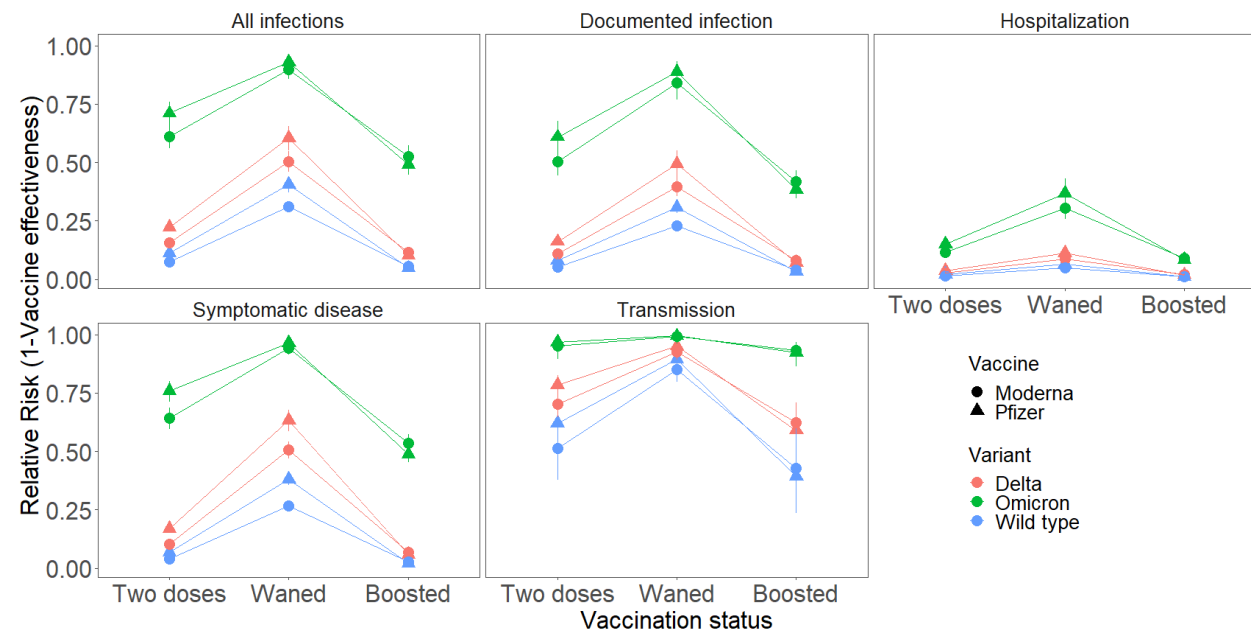 All infections
Documented infection
Hospitalization
1.00
0.75
0.50
0.25
0.00
Two doses Waned Boosted
Symptomatic disease
Transmission
1.00
0.75
0.50
0.25
0.00
Two doses Waned Boosted
Two doses Waned Boosted
Relative Risk (1-Vaccine effectiveness)
Vaccination status
Vaccine
Moderna
Pfizer
Variant
Delta
Omicron
Wild type